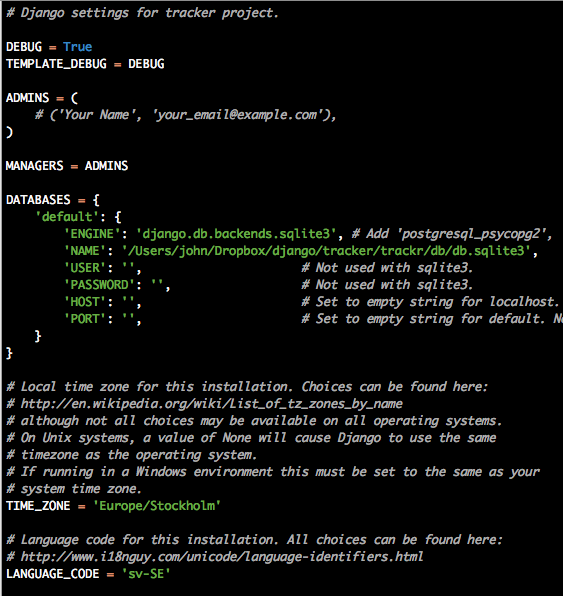 # Django settings for tracker project.
DEBUG = True
TEMPLATE_DEBUG = DEBUG
ADMINS = (
# ('Your Name', 'your_email@example.com'),
)
MANAGERS = ADMINS
DATABASES = {
'default': {
'ENGINE': 'django.db.backends.sqlite3', # Add 'postgresql_psycopg2',
'NAME': '/Users/john/Dropbox/django/tracker/trackr/db/db.sqlite3',
'USER': '', # Not used with sqlite3.
'PASSWORD': '', # Not used with sqlite3.
'HOST': '', # Set to empty string for localhost.
'PORT': '', # Set to empty string for default.
}
}
# Local time zone for this installation. Choices can be found here:
# http://en.wikipedia.org/wiki/List_of_tz_zones_by_name
# although not all choices may be available on all operating systems.
# On Unix systems, a value of None will cause Django to use the same
# timezone as the operating system.
# If running in a Windows environment this must be set to the same as your
# system time zone.
TIME_ZONE = 'Europe/Stockholm'
# Language code for this installation. All choices can be found here:
# http://www.i18nguy.com/unicode/language-identifiers.html
LANGUAGE_CODE = 'sv-SE'